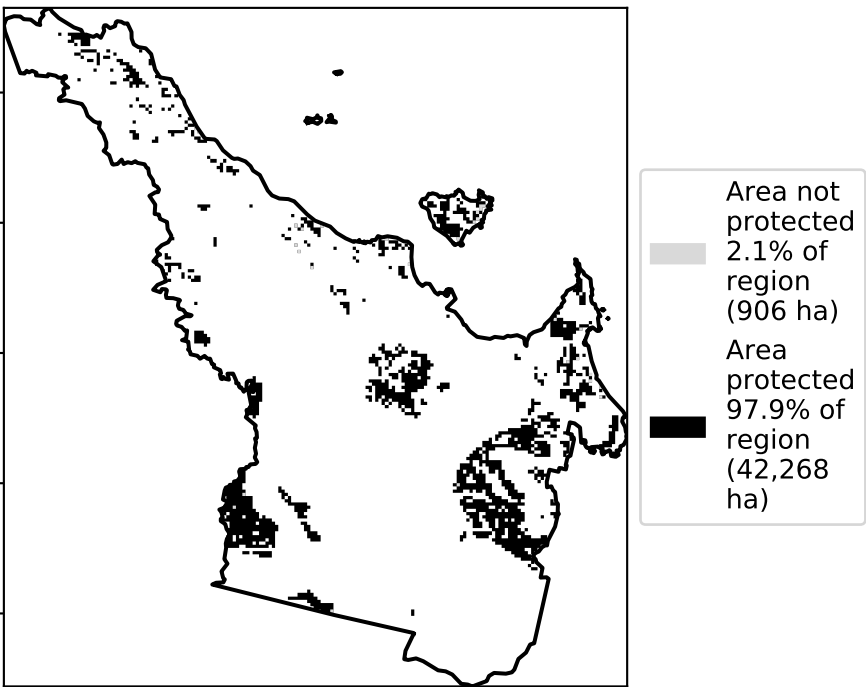 Area not
protected
2.1% of
region
(906 ha)
Area
protected
97.9% of
region
(42,268
ha)